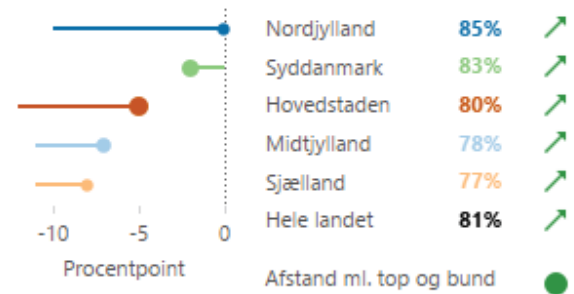 Nordjylland 85%
Syddanmark 83%
Hovedstaden 80%
Midtjylland 78%
Sjælland 77%
Hele landet 81%
-10 -5 0
Procentpoint
Afstand ml. top og bund